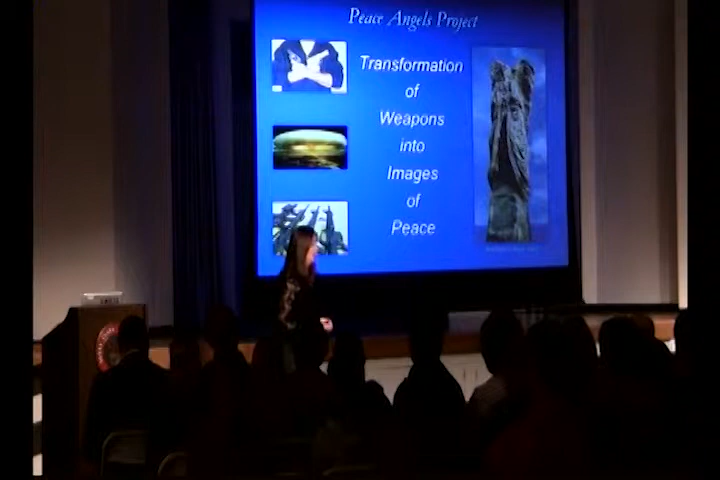 Peace Angels Project
Transformation
of
Weapons
into
Images
of
Peace